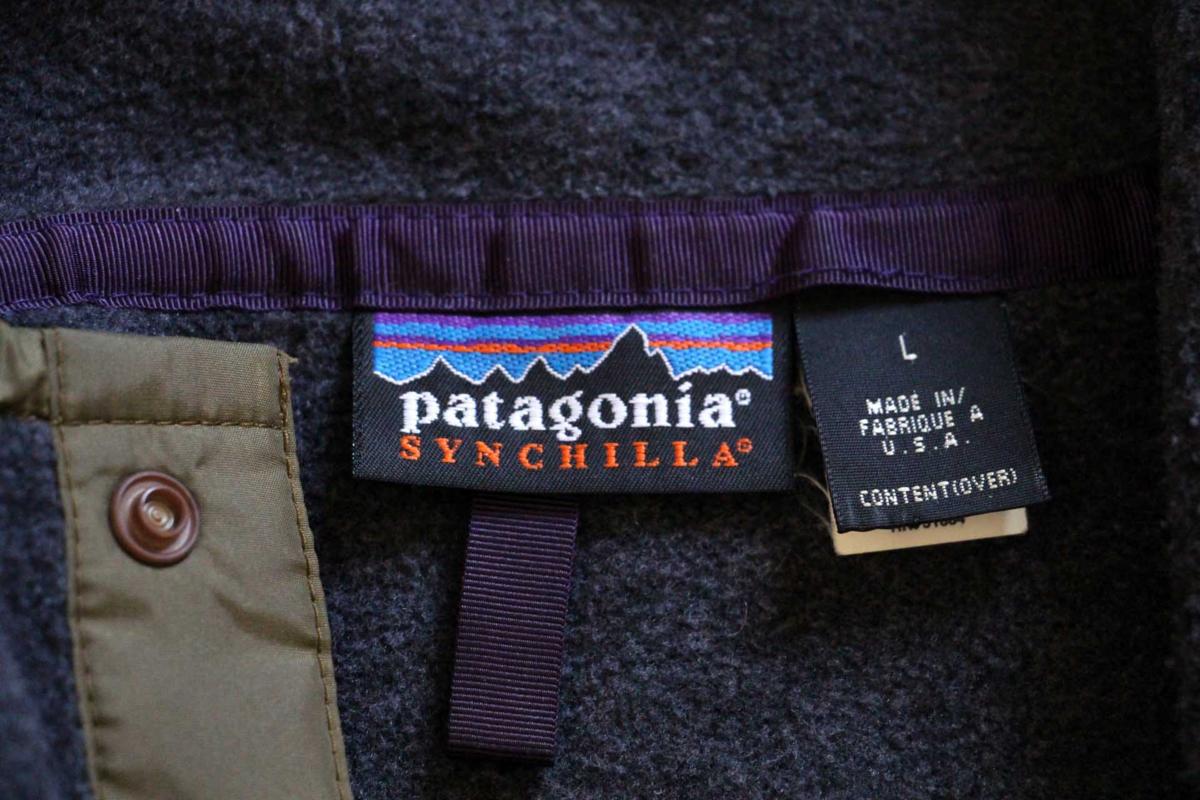 patagonia®
SYNCHILLA®
L
MADE IN/
FABRIQUE A
U.S.A.
CONTENT(OVER)